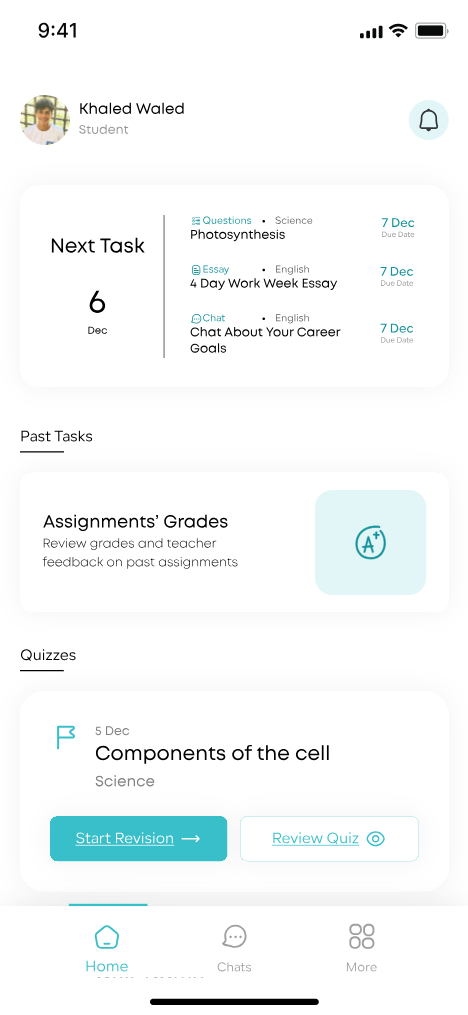 9:41
Khaled Waled
Student
Next Task
6
Dec
Questions • Science
Photosynthesis
7 Dec
Due Date
Essay • English
4 Day Work Week Essay
7 Dec
Due Date
Chat • English
Chat About Your Career
Goals
7 Dec
Due Date
Past Tasks
Assignments’ Grades
Review grades and teacher
feedback on past assignments
A+
Quizzes
5 Dec
Components of the cell
Science
Start Revision →
Review Quiz
Home
Chats
More